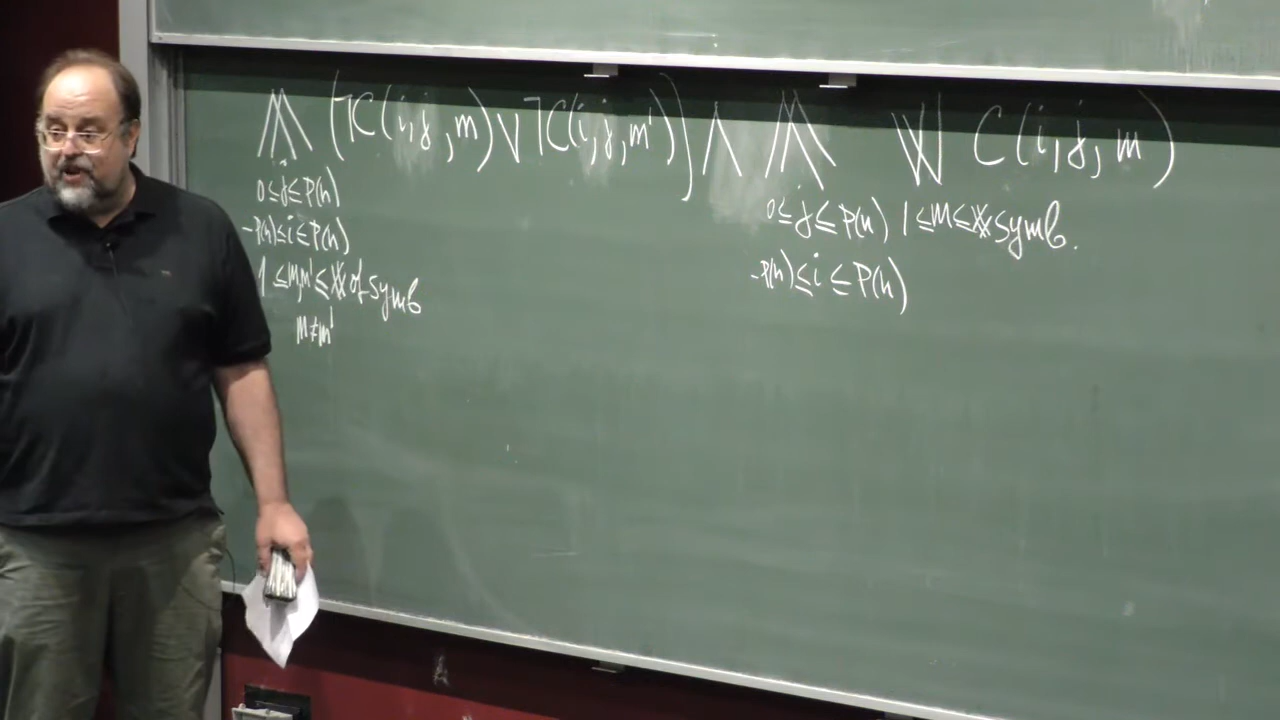 ⋀ (¬C(i,j,m) ∨ ¬C(i,j,m')) ∧ ⋀ ⋁ C(i,j,m)
0≤j≤P(n)
-P(n)≤i≤P(n)
1≤m,m'≤# of symb
m≠m'
0≤j≤P(n) 1≤m≤# symb.
-P(n)≤i≤P(n)